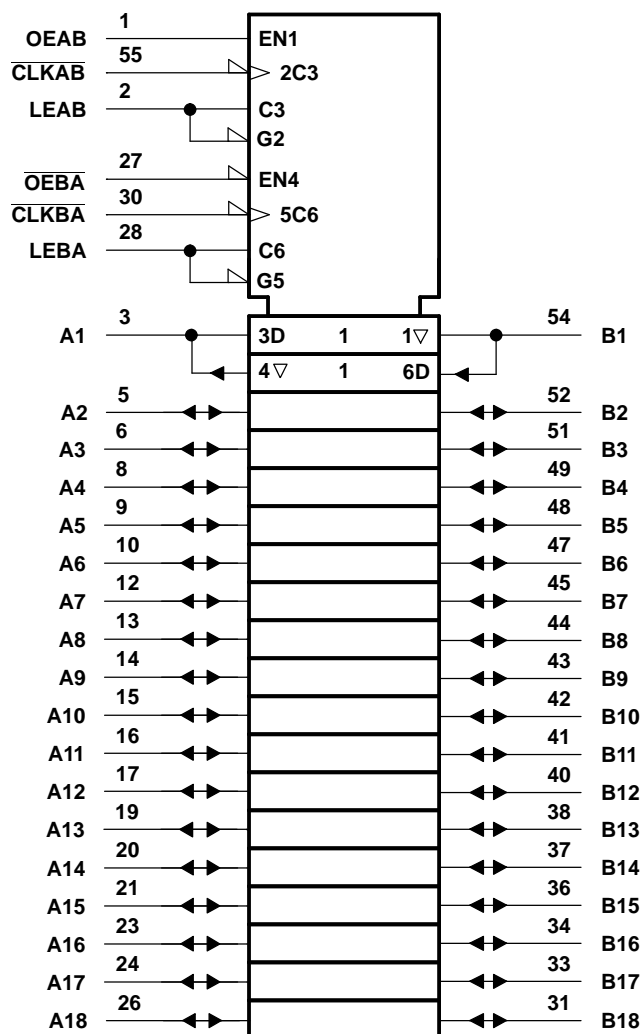 1
OEAB EN1
55
CLKAB 2C3
2
LEAB C3
G2
27
OEBA EN4
30
CLKBA 5C6
28
LEBA C6
G5
3 54
A1 3D 1 1▽ B1
4▽ 1 6D
5 52
A2 B2
6 51
A3 B3
8 49
A4 B4
9 48
A5 B5
10 47
A6 B6
12 45
A7 B7
13 44
A8 B8
14 43
A9 B9
15 42
A10 B10
16 41
A11 B11
17 40
A12 B12
19 38
A13 B13
20 37
A14 B14
21 36
A15 B15
23 34
A16 B16
24 33
A17 B17
26 31
A18 B18